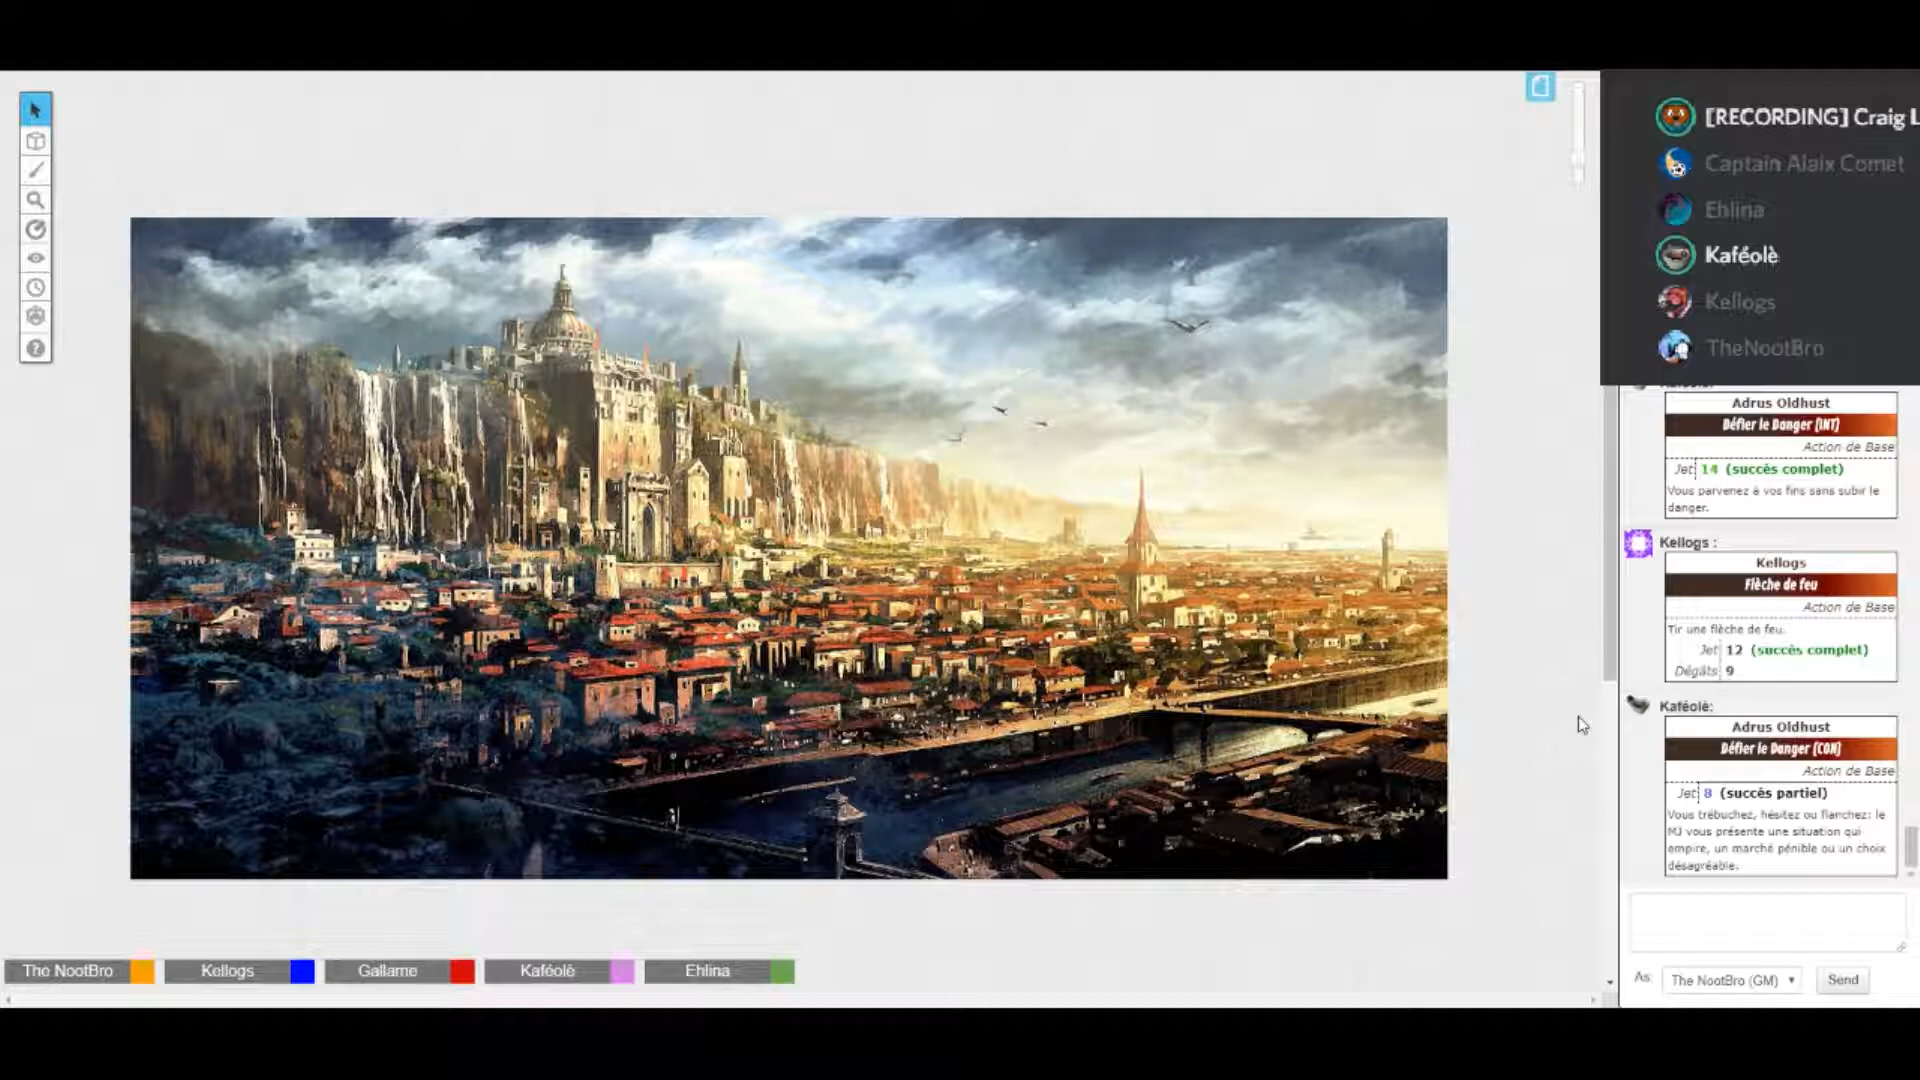 [RECORDING] Craig L
Captain Alaix Comet
Ehlina
Kaféolè
Kellogs
TheNootBro
Adrus Oldhust
Défier le Danger (INT)
Action de Base
Jet 14 (succès complet)
Vous parvenez à vos fins sans subir le
danger.
Kellogs :
Kellogs
Flèche de feu
Action de Base
Tir une flèche de feu.
Jet 12 (succès complet)
Dégâts 9
Kaféolè:
Adrus Oldhust
Défier le Danger (CON)
Action de Base
Jet 8 (succès partiel)
Vous trébuchez, hésitez ou flanchez: le
MJ vous présente une situation qui
empire, un marché pénible ou un choix
désagréable.
As: The NootBro (GM) Send
The NootBro Kellogs Gallame Kaféolè Ehlina